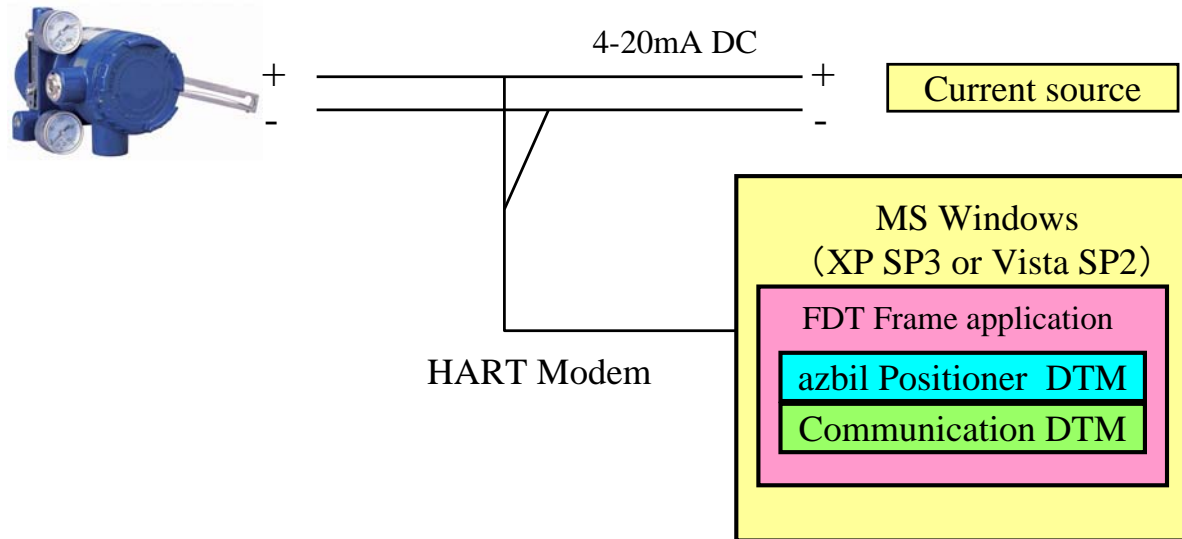 4-20mA DC
+
+
Current source
-
-
MS Windows
（XP SP3 or Vista SP2）
FDT Frame application
HART Modem
azbil Positioner DTM
Communication DTM